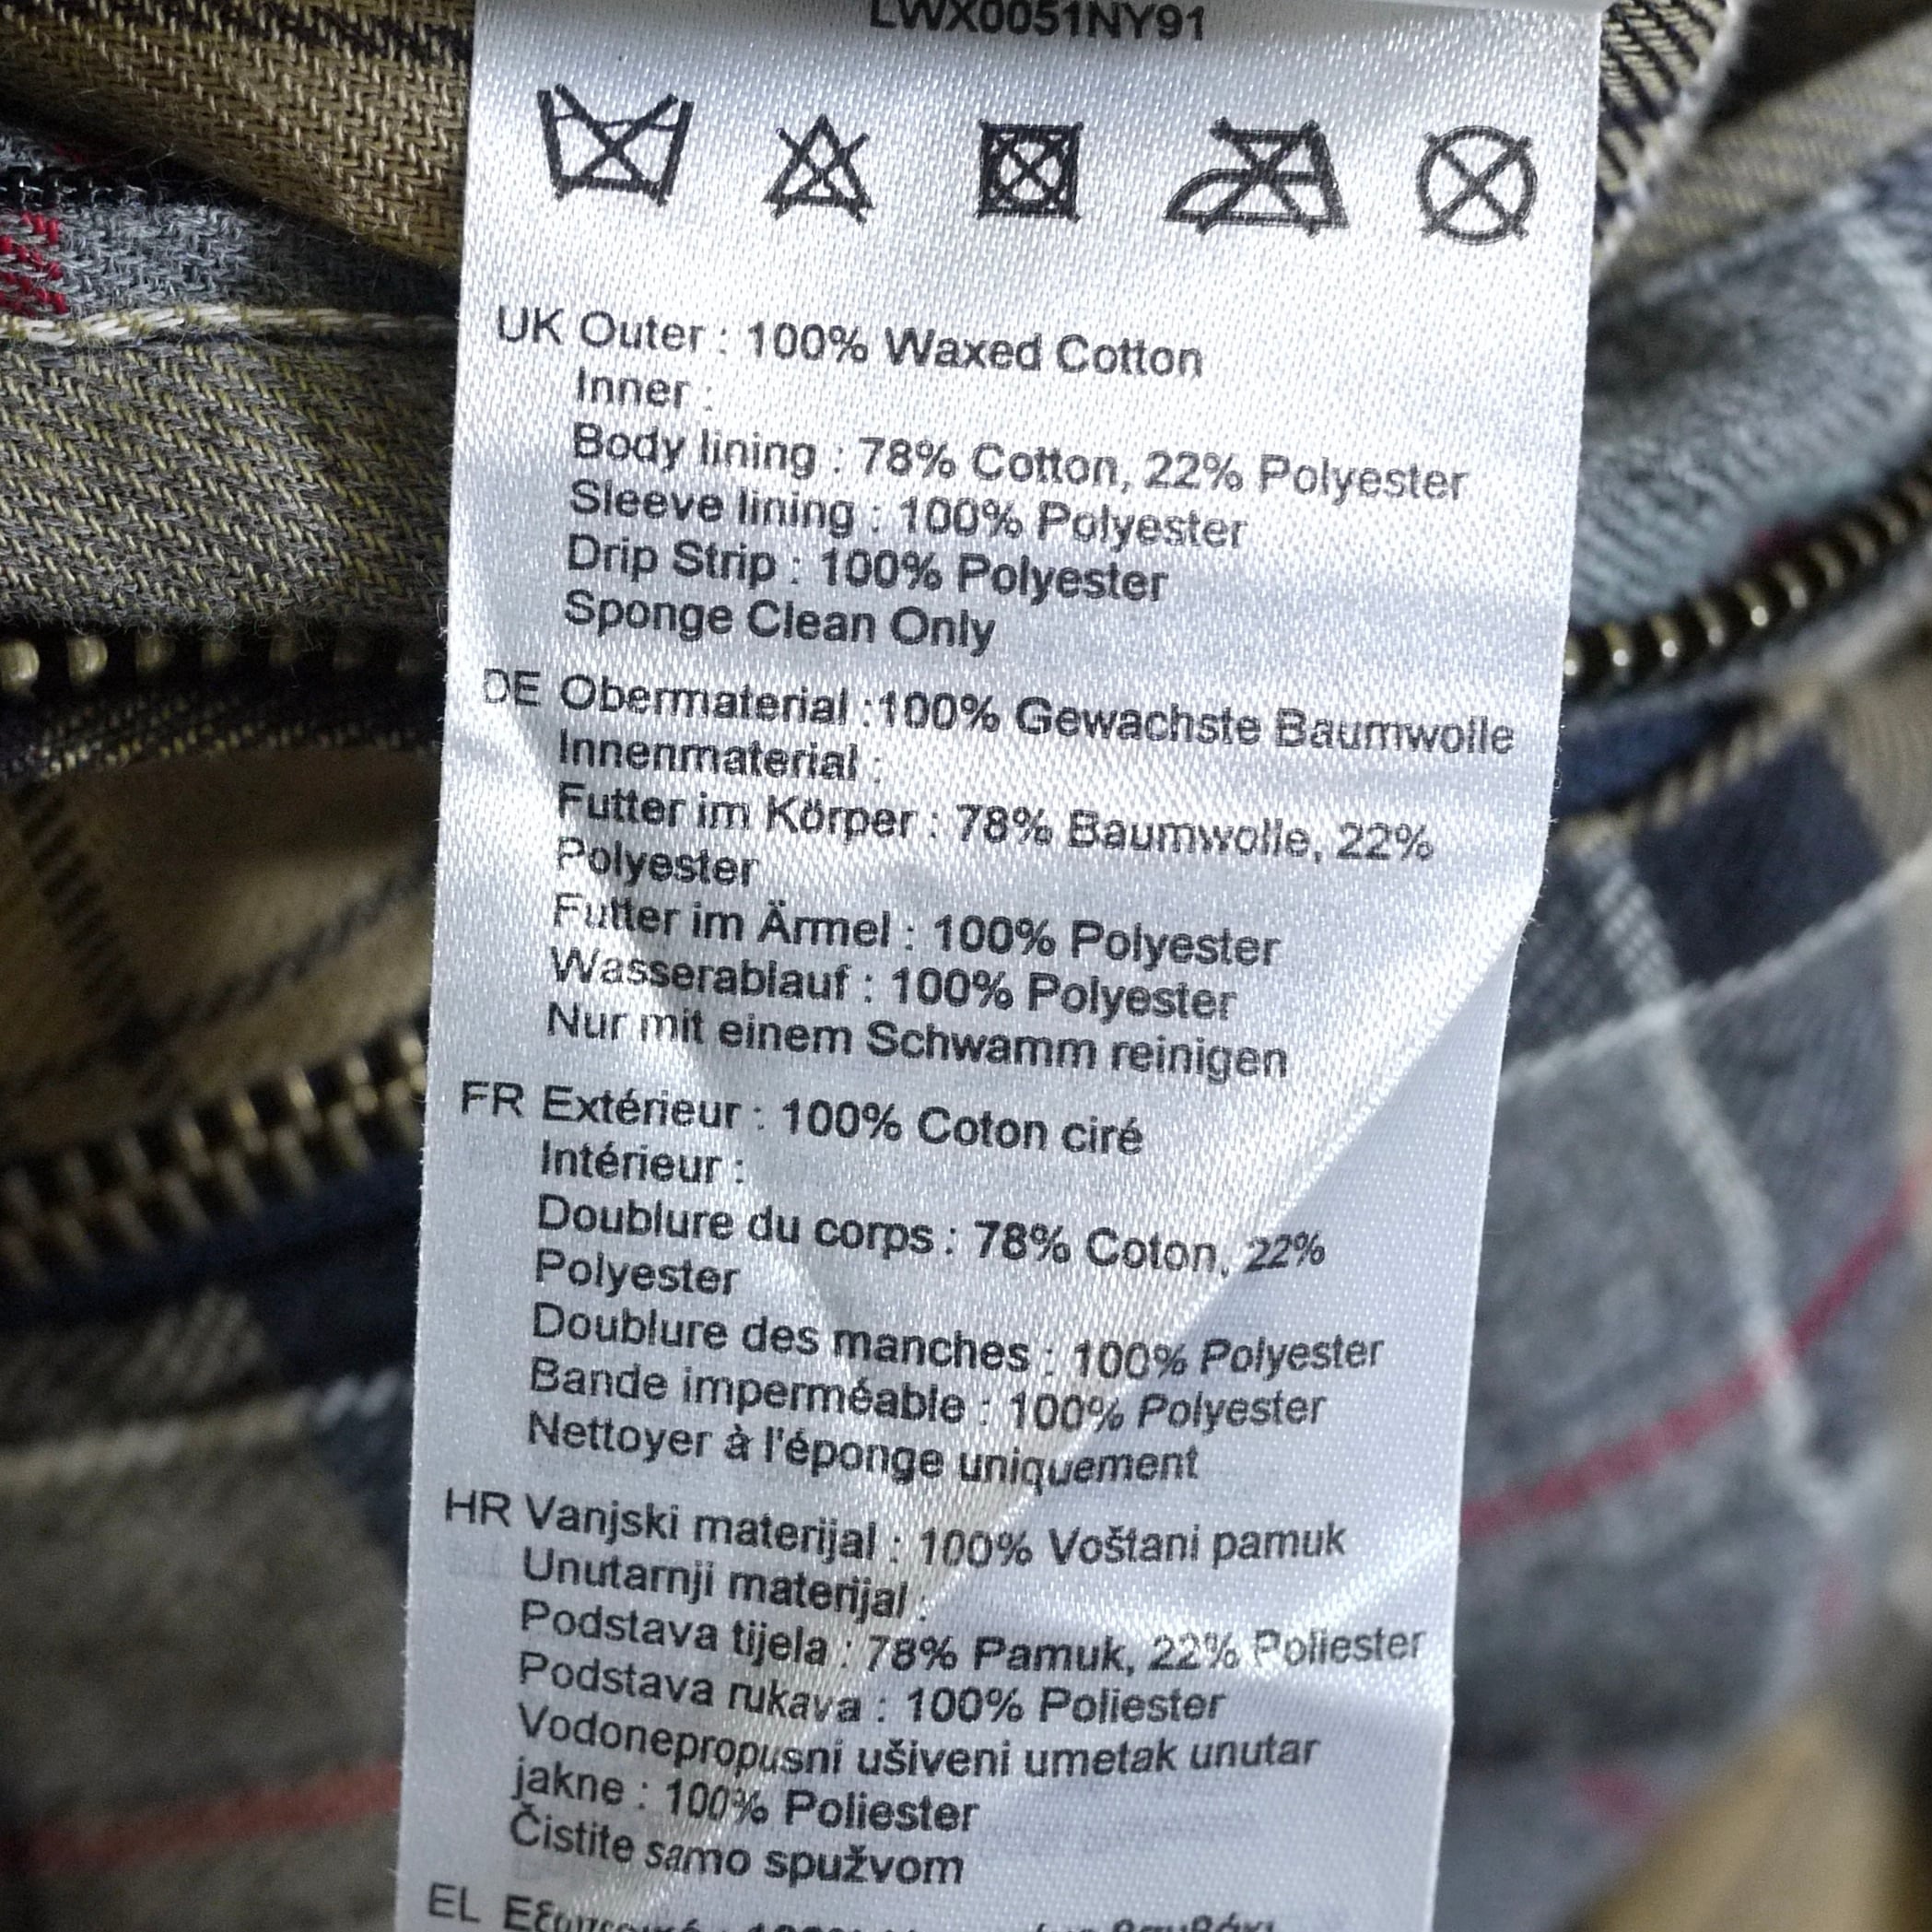 LWX0051NY91
UK Outer : 100% Waxed Cotton
Inner :
Body lining : 78% Cotton, 22% Polyester
Sleeve lining : 100% Polyester
Drip Strip : 100% Polyester
Sponge Clean Only
DE Obermaterial :100% Gewachste Baumwolle
Innenmaterial :
Futter im Körper : 78% Baumwolle, 22%
Polyester
Futter im Ärmel : 100% Polyester
Wasserablauf : 100% Polyester
Nur mit einem Schwamm reinigen
FR Extérieur : 100% Coton ciré
Intérieur :
Doublure du corps : 78% Coton, 22%
Polyester
Doublure des manches : 100% Polyester
Bande imperméable : 100% Polyester
Nettoyer à l'éponge uniquement
HR Vanjski materijal : 100% Voštani pamuk
Unutarnji materijal :
Podstava tijela : 78% Pamuk, 22% Poliester
Podstava rukava : 100% Poliester
Vodonepropusni ušiveni umetak unutar
jakne : 100% Poliester
Čistite samo spužvom
EL